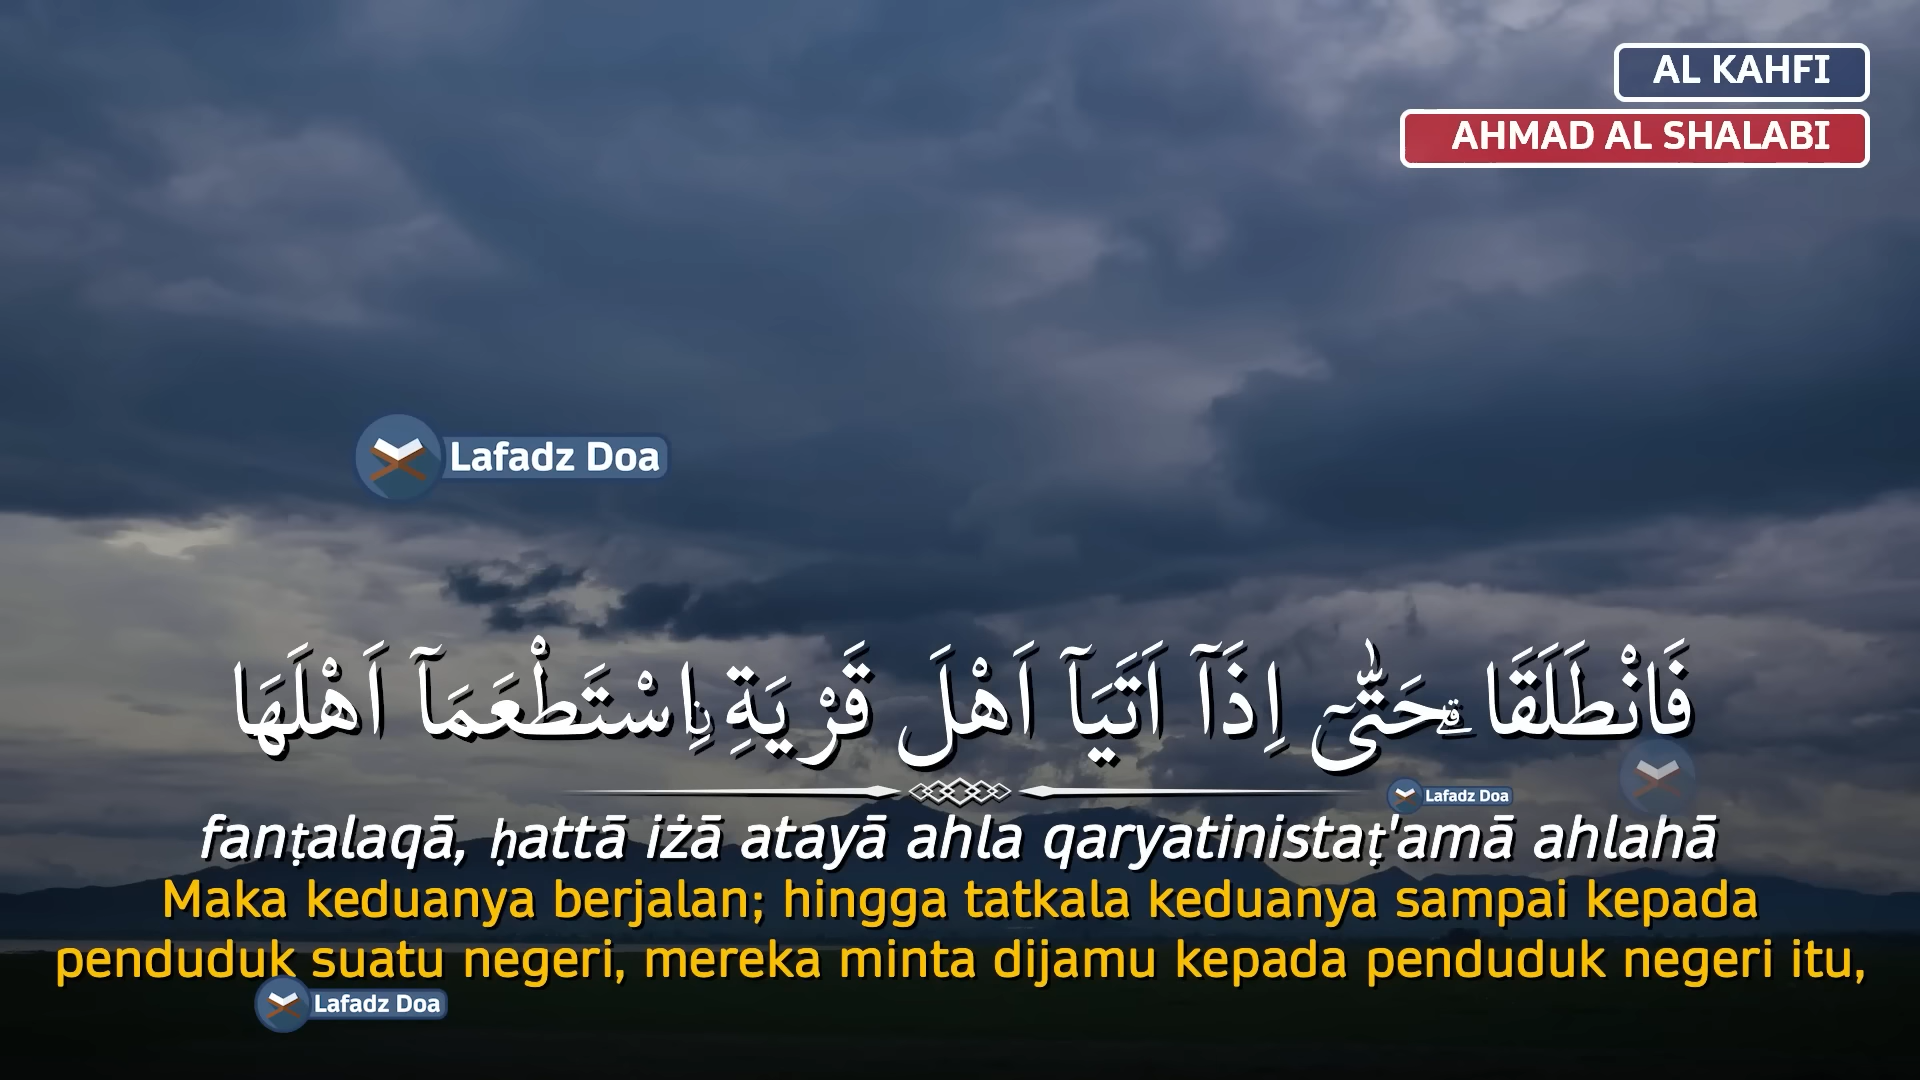 AL KAHFI
AHMAD AL SHALABI
Lafadz Doa
فَانْطَلَقَا ۗحَتّٰٓى اِذَآ اَتَيَآ اَهْلَ قَرْيَةِ ِۨاسْتَطْعَمَآ اَهْلَهَا
Lafadz Doa
fanṭalaqā, ḥattā iżā atayā ahla qaryatinistaṭ'amā ahlahā
Maka keduanya berjalan; hingga tatkala keduanya sampai kepada
penduduk suatu negeri, mereka minta dijamu kepada penduduk negeri itu,
Lafadz Doa